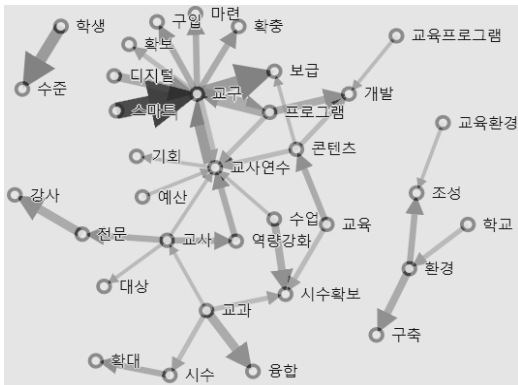 마련
구입
학생
확충
교육프로그램
확보
디지털
보급
수준
교구
개발
스마트
프로그램
교육환경
콘텐츠
기회
교사연수
강사
예산
조성
수업
교육
학교
전문
교사
역량강화
환경
대상
시수확보
교과
구축
확대
시수
융합